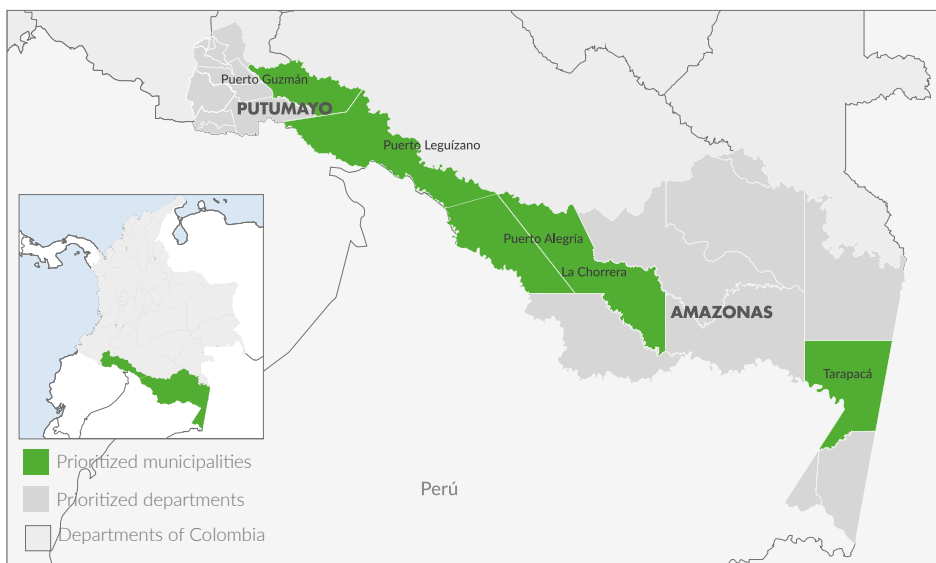 Puerto Guzmán
PUTUMAYO
Puerto Leguízano
Puerto Alegría
La Chorrera
AMAZONAS
Tarapacá
Perú
Prioritized municipalities
Prioritized departments
Departments of Colombia